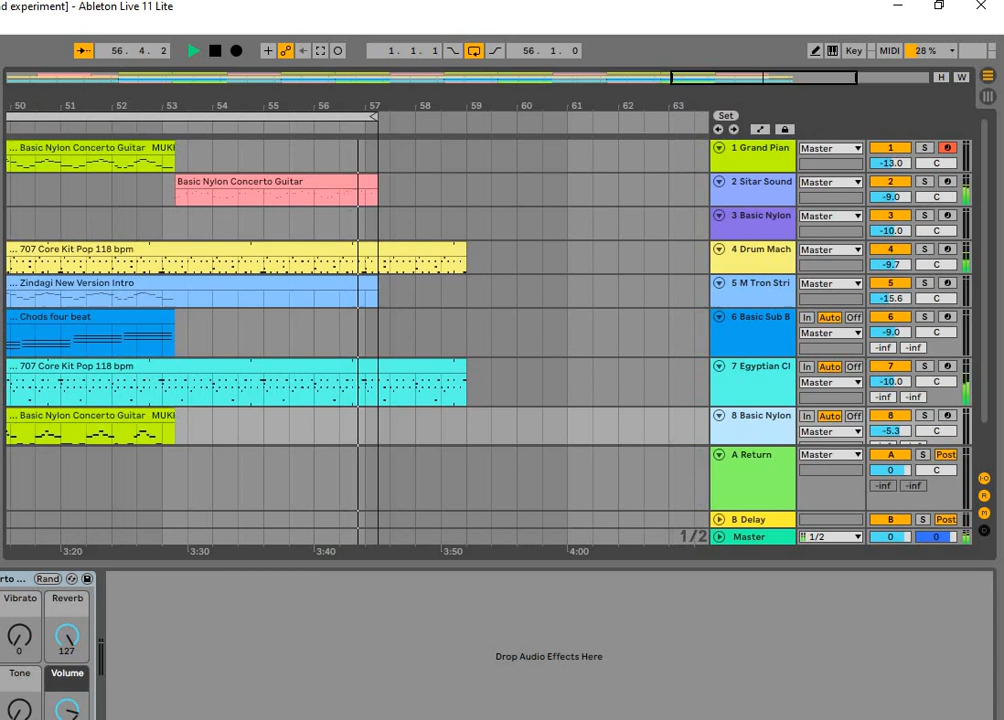 d experiment] - Ableton Live 11 Lite
56 . 4 . 2
1 . 1 . 1
56 . 1 . 0
Key
MIDI
28 %
H W
50 51 52 53 54 55 56 57 58 59 60 61 62 63
Set
... Basic Nylon Concerto Guitar MUK
1 Grand Pian
Master
1
S
-13.0
C
Basic Nylon Concerto Guitar
2 Sitar Sound
Master
2
S
-9.0
C
3 Basic Nylon
Master
3
S
-10.0
C
... 707 Core Kit Pop 118 bpm
4 Drum Mach
Master
4
S
-9.7
C
... Zindagi New Version Intro
5 M Tron Stri
Master
5
S
-15.6
C
... Chods four beat
6 Basic Sub B
In Auto Off
Master
6
S
-9.0
C
-inf -inf
... 707 Core Kit Pop 118 bpm
7 Egyptian Cl
In Auto Off
Master
7
S
-10.0
C
-inf -inf
... Basic Nylon Concerto Guitar MUK
8 Basic Nylon
In Auto Off
Master
8
S
-5.3
C
A Return
Master
A
S
Post
0
C
-inf -inf
B Delay
B
S
Post
1/2
Master
1/2
0
0
3:20 3:30 3:40 3:50 4:00
rto ... Rand
Vibrato Reverb
0 127
Tone Volume
Drop Audio Effects Here